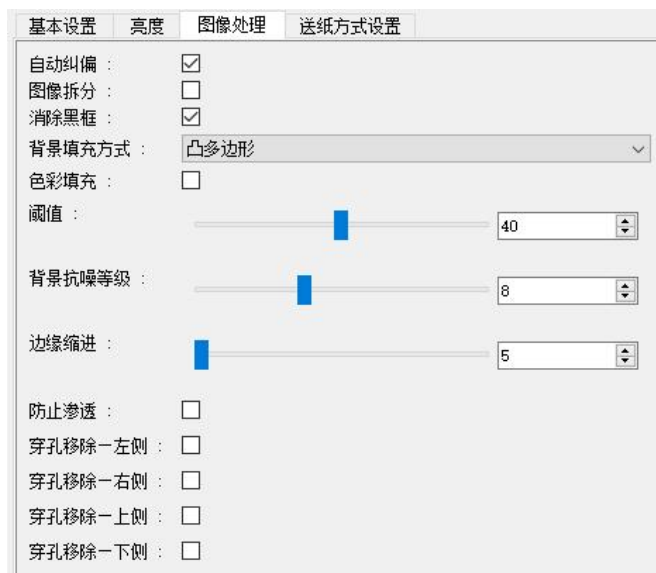 基本设置 亮度 图像处理 送纸方式设置
自动纠偏 :
图像拆分 :
消除黑框 :
背景填充方式 : 凸多边形
色彩填充 :
阈值 : 40
背景抗噪等级 : 8
边缘缩进 : 5
防止渗透 :
穿孔移除-左侧 :
穿孔移除-右侧 :
穿孔移除-上侧 :
穿孔移除-下侧 :